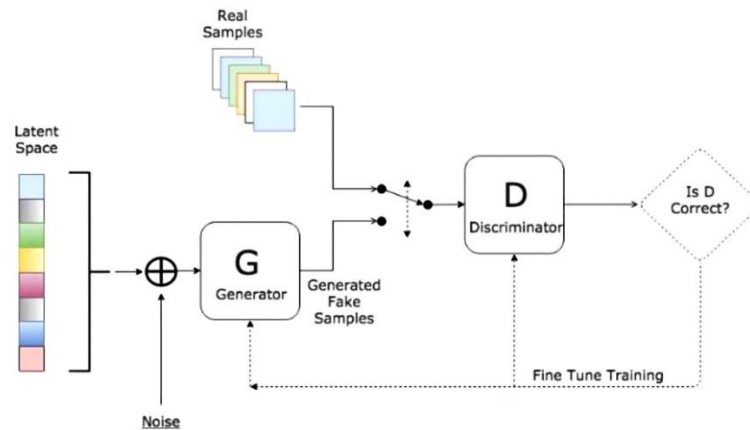 Real
Samples
Latent
Space
D
Discriminator
Is D
Correct?
G
Generator
Generated
Fake
Samples
Fine Tune Training
Noise